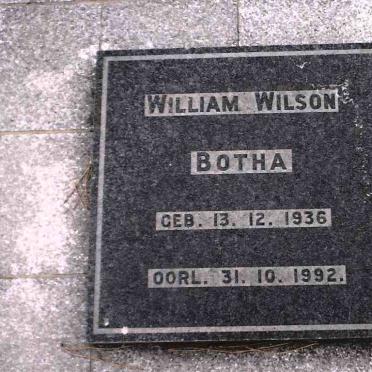 WILLIAM WILSON
BOTHA
GEB. 13. 12. 1936
OORL. 31. 10. 1992.